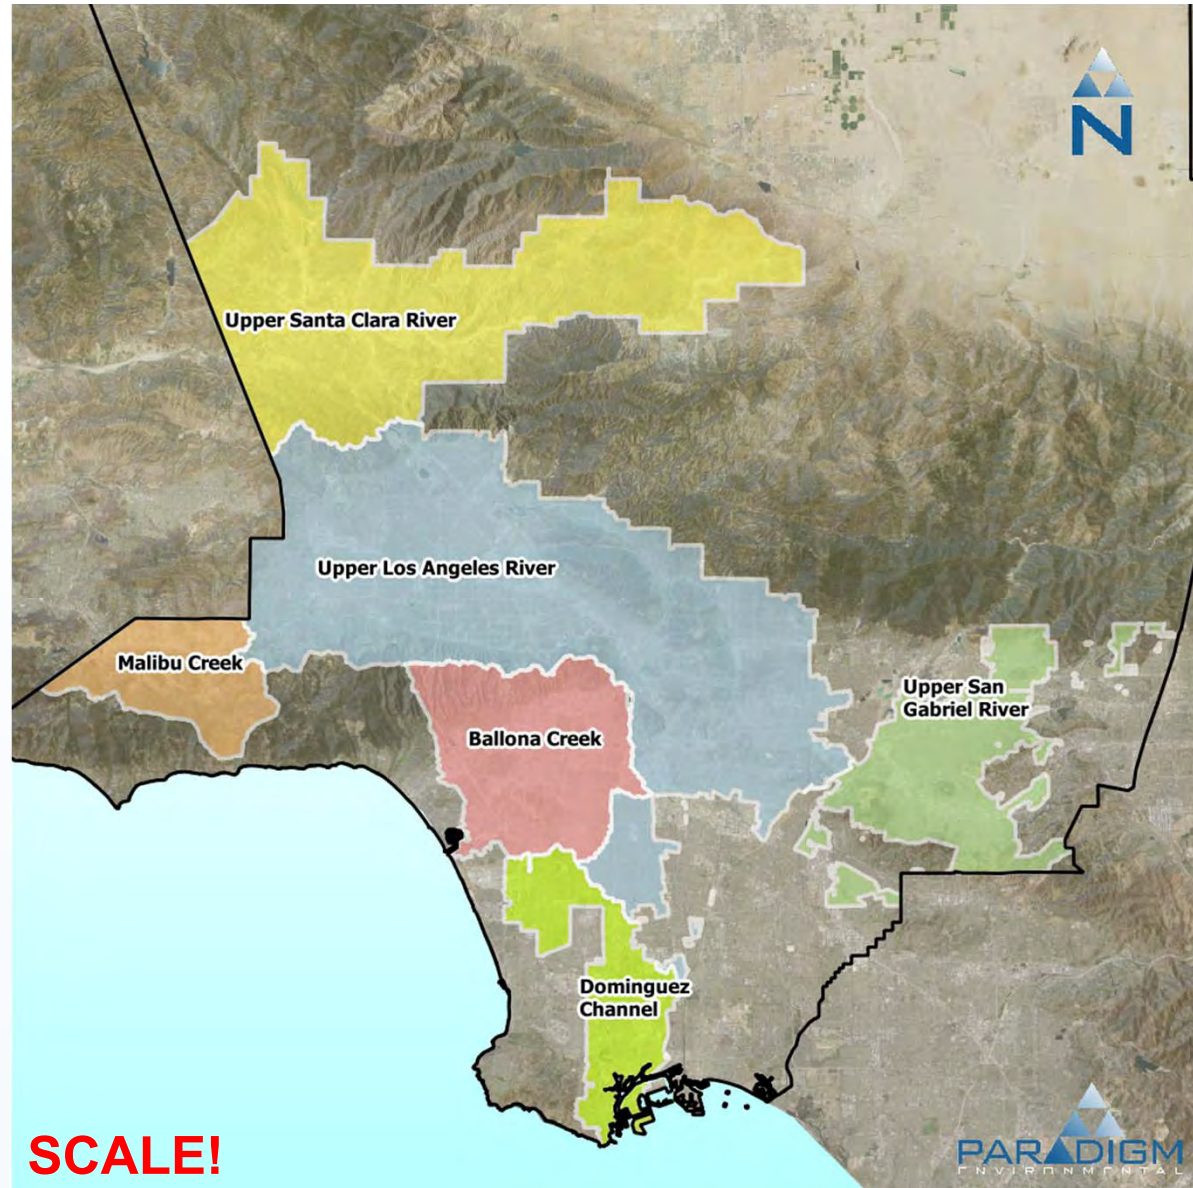 N
Upper Santa Clara River
Upper Los Angeles River
Malibu Creek
Upper San
Gabriel River
Ballona Creek
Dominguez
Channel
SCALE!
PARADIGM
ENVIRONMENTAL